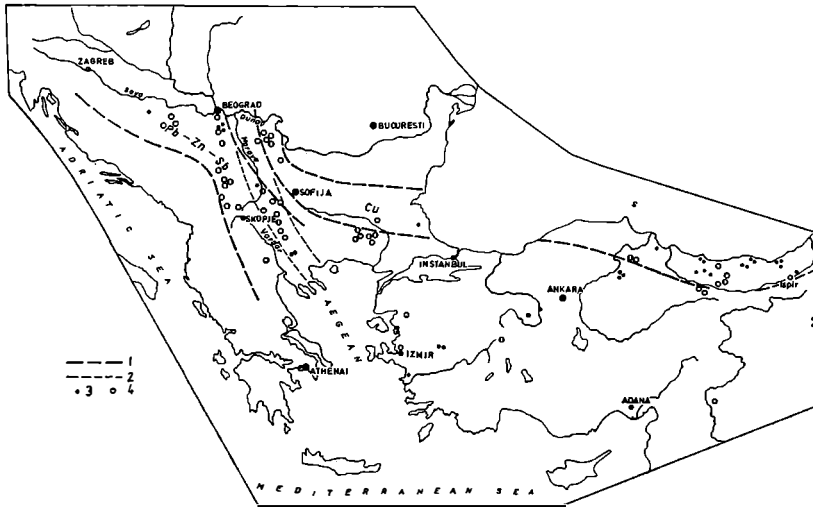 ZAGREB
Sava
BEOGRAD
Dunav
BUCURESTI
Pb-Zn-Sb
Morava
SOFIJA
ADRIATIC SEA
Cu
SKOPJE
Vardar
INSTANBUL
ANKARA
Ispir
AEGEAN
IZMIR
1
2
3 4
ATHENAI
ADANA
MEDITERRANEAN SEA